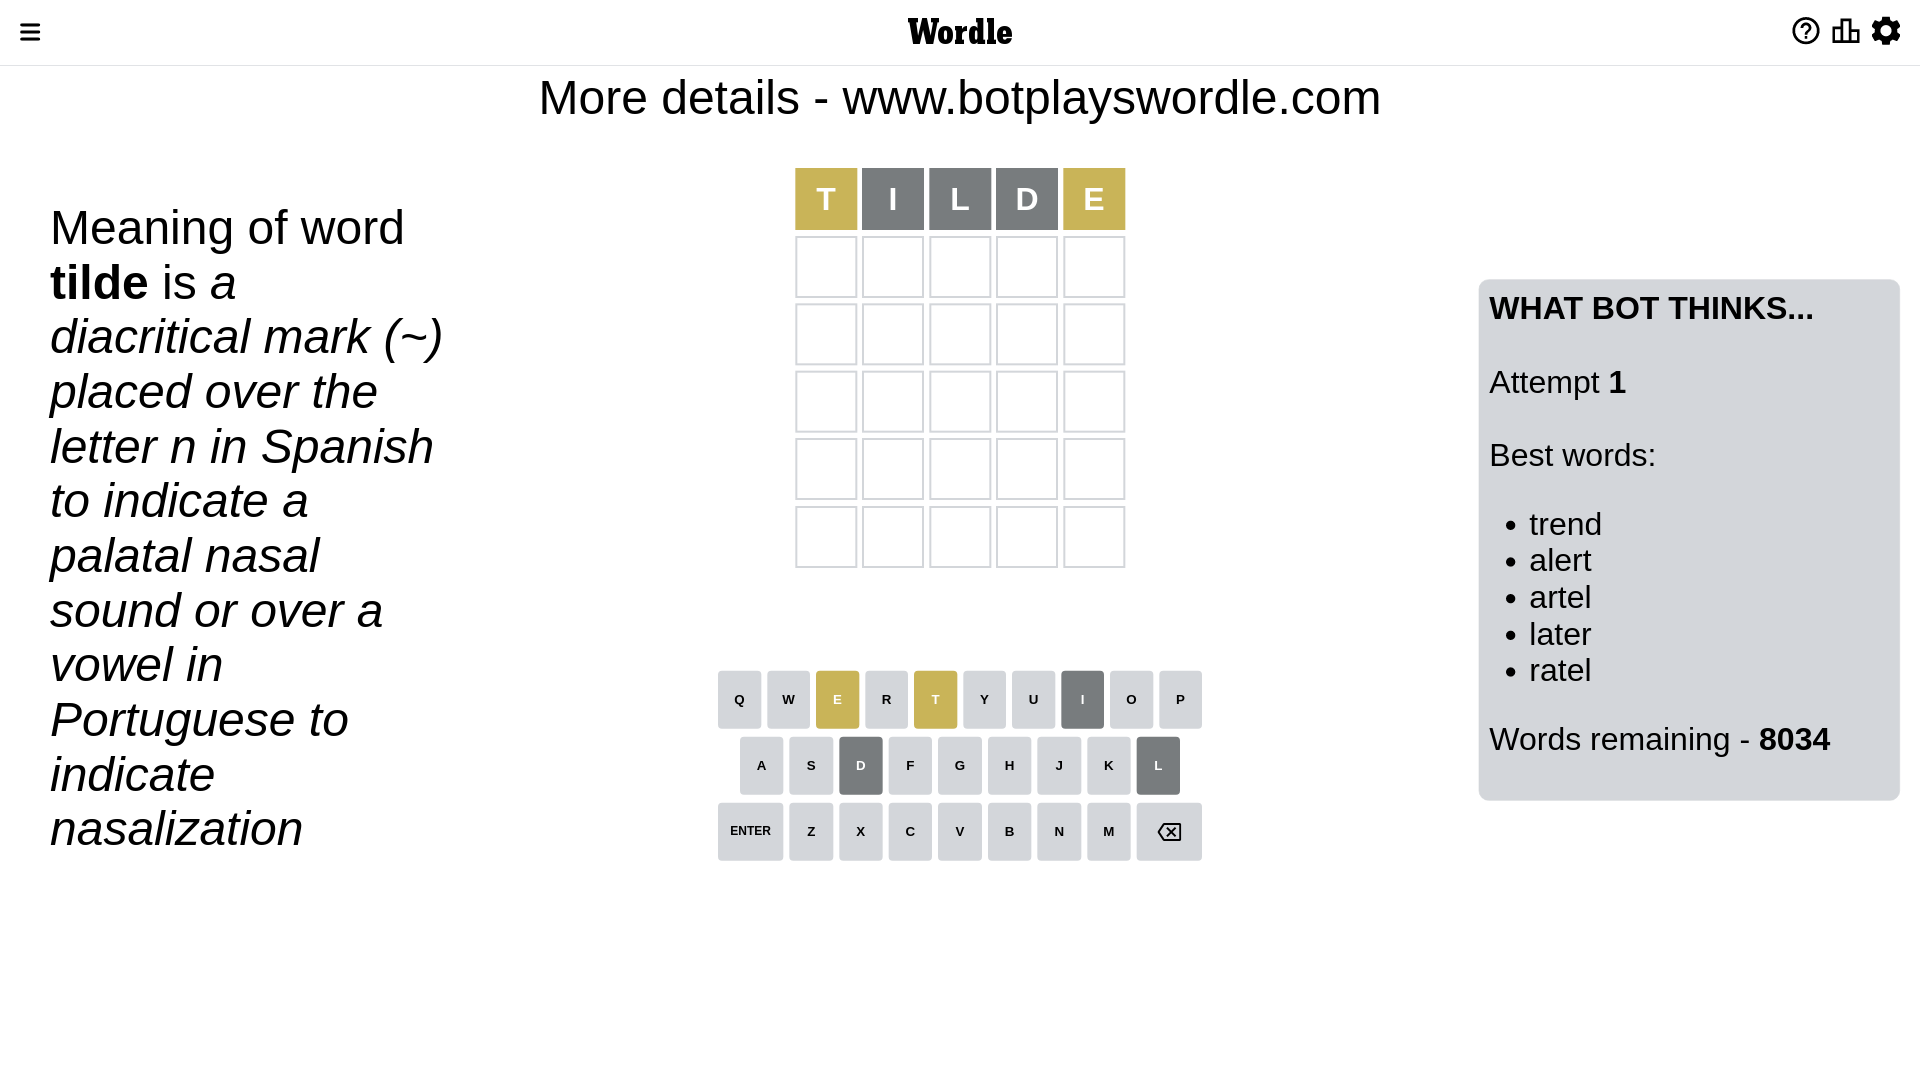 Wordle
More details - www.botplayswordle.com
Meaning of word
tilde is a
diacritical mark (~)
placed over the
letter n in Spanish
to indicate a
palatal nasal
sound or over a
vowel in
Portuguese to
indicate
nasalization
T I L D E
Q W E R T Y U I O P
A S D F G H J K L
ENTER Z X C V B N M
WHAT BOT THINKS...
Attempt 1
Best words:
• trend
• alert
• artel
• later
• ratel
Words remaining - 8034